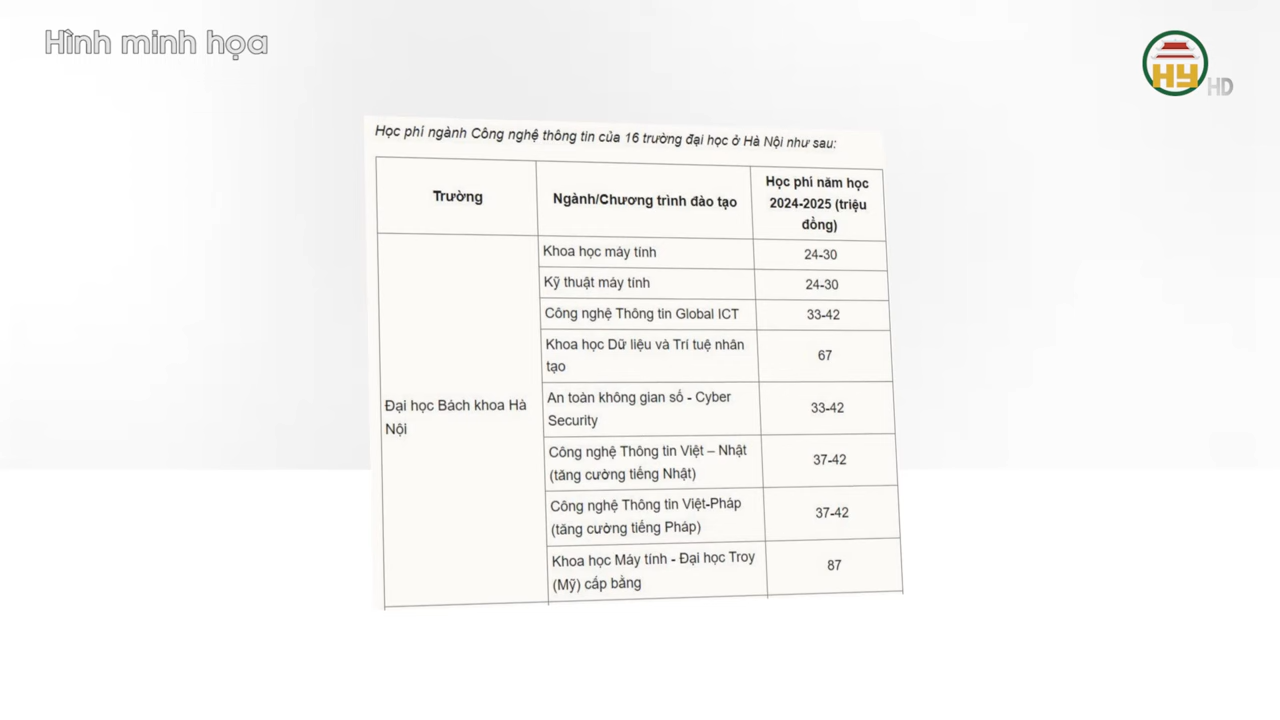 Hình minh họa
HY HD
Học phí ngành Công nghệ thông tin của 16 trường đại học ở Hà Nội như sau:
Trường
Ngành/Chương trình đào tạo
Học phí năm học
2024-2025 (triệu
đồng)
Đại học Bách khoa Hà
Nội
Khoa học máy tính
24-30
Kỹ thuật máy tính
24-30
Công nghệ Thông tin Global ICT
33-42
Khoa học Dữ liệu và Trí tuệ nhân
tạo
67
An toàn không gian số - Cyber
Security
33-42
Công nghệ Thông tin Việt – Nhật
(tăng cường tiếng Nhật)
37-42
Công nghệ Thông tin Việt-Pháp
(tăng cường tiếng Pháp)
37-42
Khoa học Máy tính - Đại học Troy
(Mỹ) cấp bằng
87